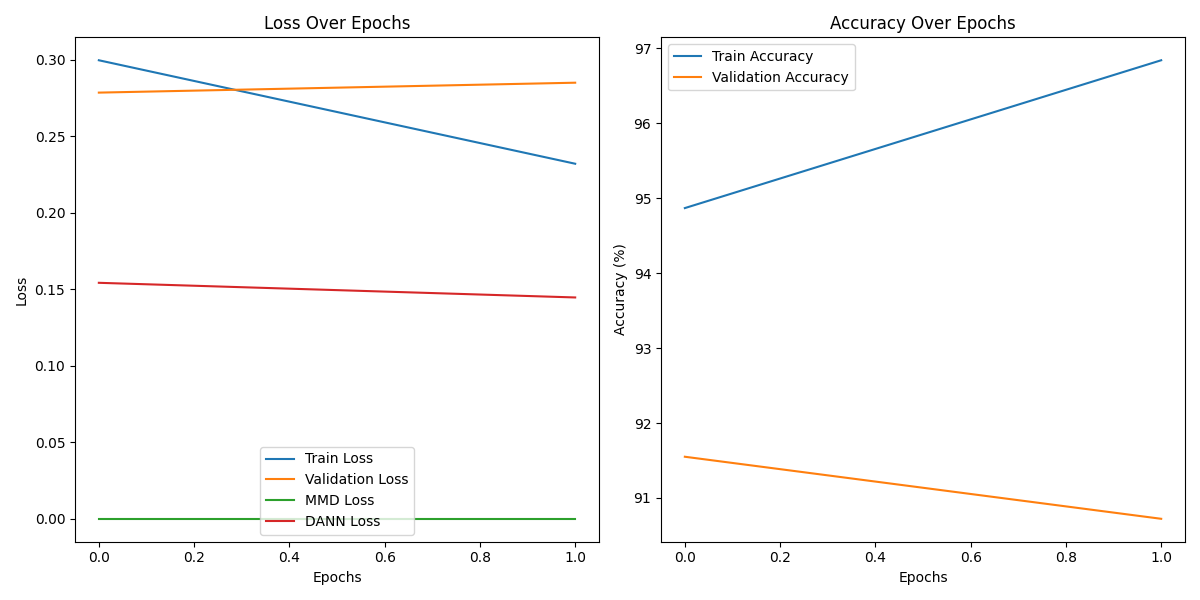 Loss Over Epochs
0.30
0.25
0.20
0.15
0.10
0.05
0.00
Loss
Train Loss
Validation Loss
MMD Loss
DANN Loss
0.0 0.2 0.4 0.6 0.8 1.0
Epochs
Accuracy Over Epochs
97
96
95
94
93
92
91
Accuracy (%)
Train Accuracy
Validation Accuracy
0.0 0.2 0.4 0.6 0.8 1.0
Epochs